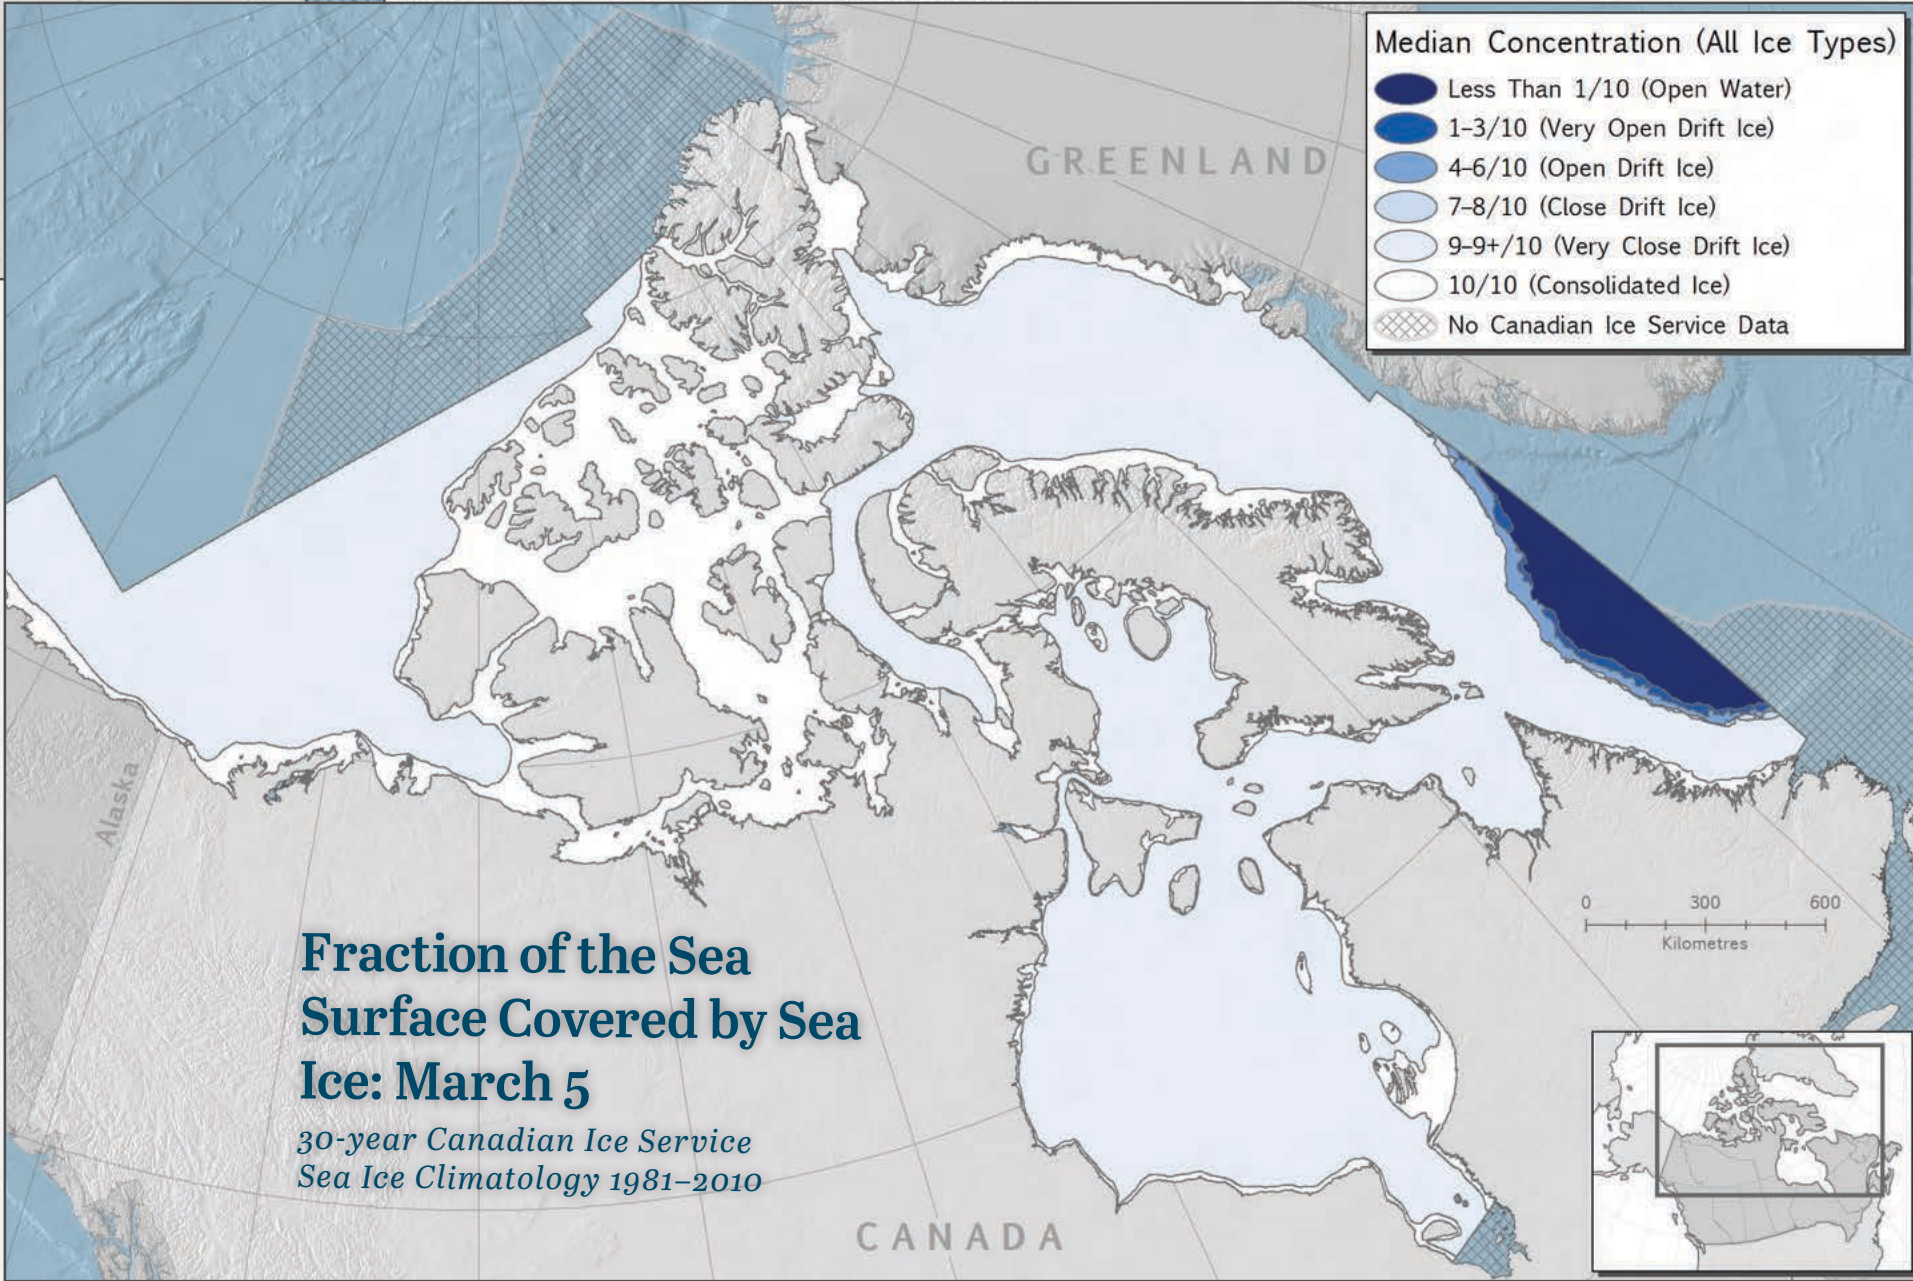 Median Concentration (All Ice Types)
Less Than 1/10 (Open Water)
1–3/10 (Very Open Drift Ice)
4–6/10 (Open Drift Ice)
7–8/10 (Close Drift Ice)
9–9+/10 (Very Close Drift Ice)
10/10 (Consolidated Ice)
No Canadian Ice Service Data
GREENLAND
Alaska
0 300 600
Kilometres
Fraction of the Sea
Surface Covered by Sea
Ice: March 5
30-year Canadian Ice Service
Sea Ice Climatology 1981–2010
CANADA